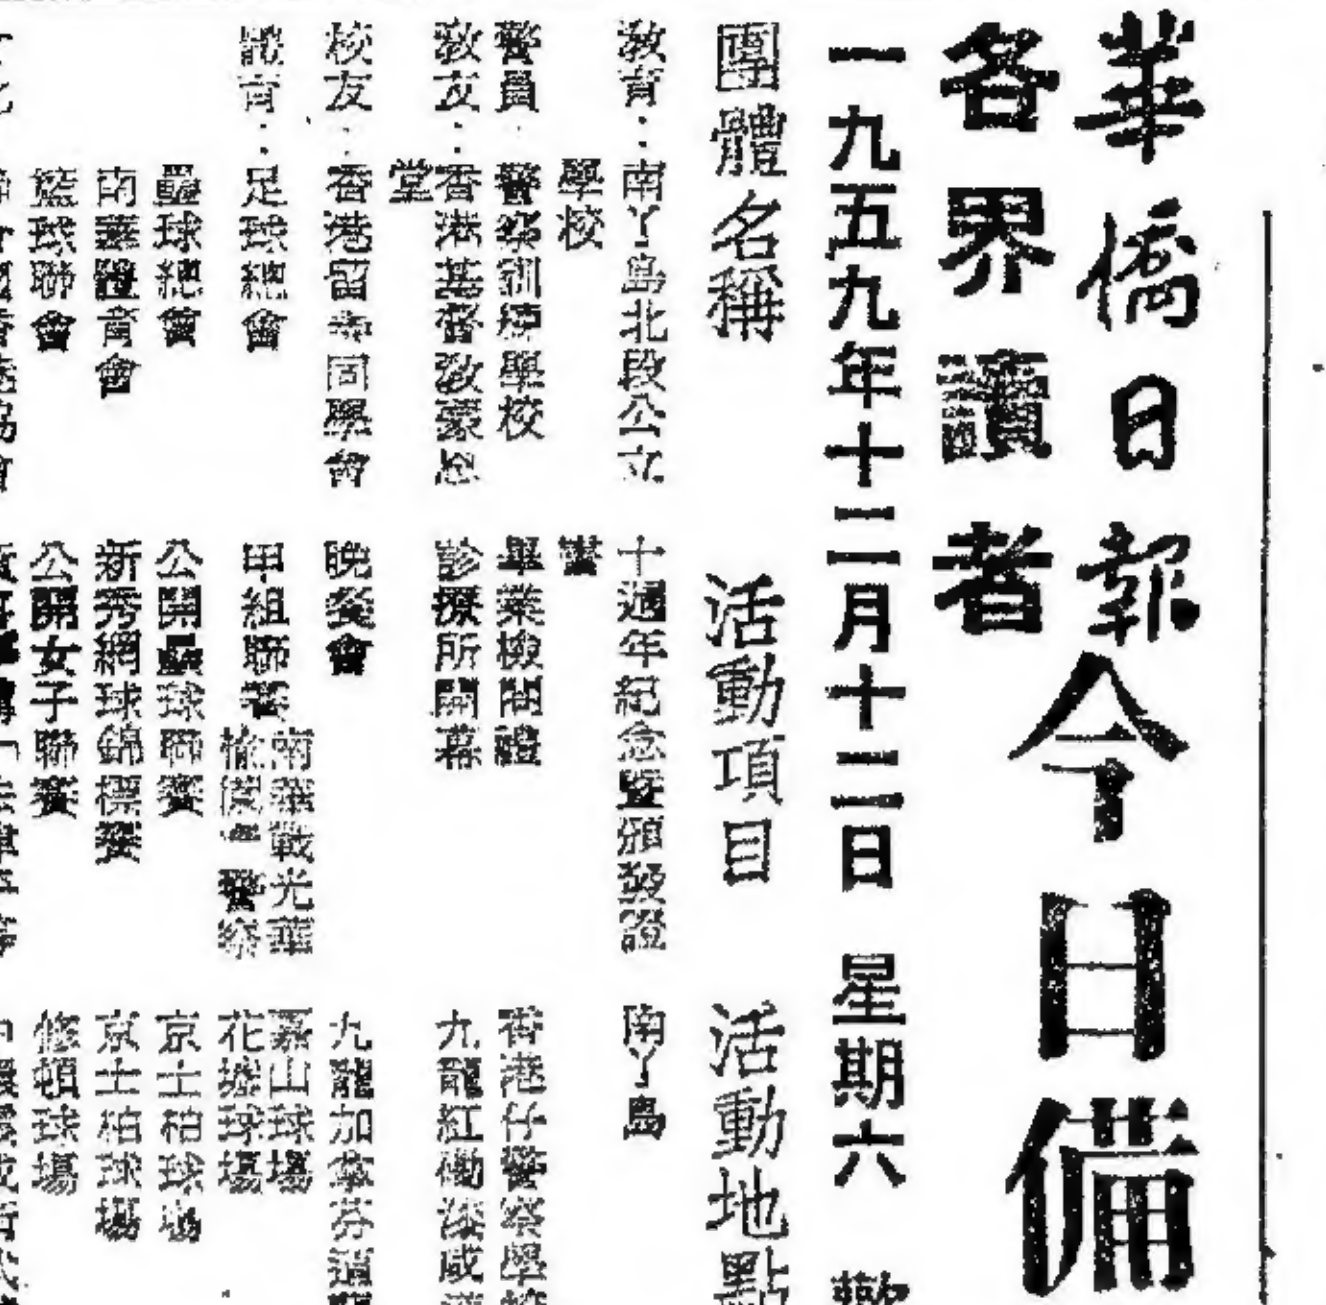 華僑日報
各界讀者
今日備
一九五九年十二月十二日 星期六
團體名稱 活動項目 活動地點
教育：南丫島北段公立學校 十週年紀念暨頒發證書 南丫島
警員：警察訓練學校 畢業檢閱禮 香港仔警察學校
教友：香港基督教豪恩堂 診療所開幕 九龍紅磡漆咸
校友：香港留帝同學會 晚餐會 九龍加拿芬道
體育：足球總會 甲組聯賽 南華戰光華 嘉山球場
愉園 警察 花墟球場
壘球總會 公開壘球聯賽 京士柏球場
南華體育會 新秀網球錦標賽 京士柏球場
籃球聯會 公開女子聯賽 修頓球場